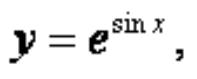 y = e^{sin x},